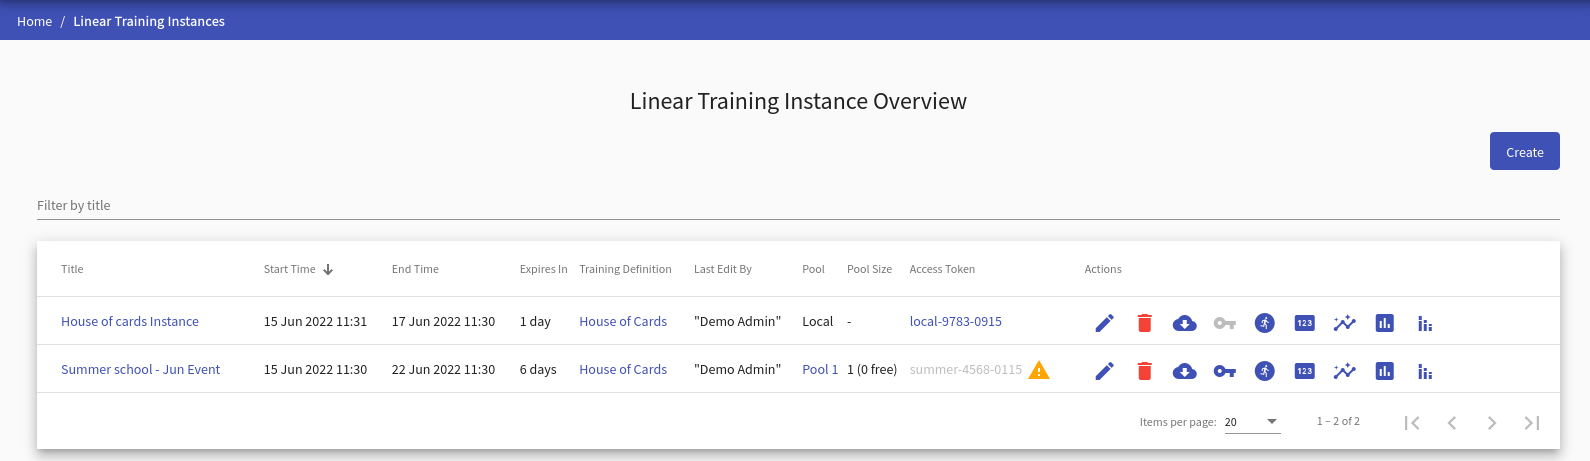 Home / Linear Training Instances
Linear Training Instance Overview
Create
Filter by title
Title Start Time End Time Expires In Training Definition Last Edit By Pool Pool Size Access Token Actions
House of cards Instance 15 Jun 2022 11:31 17 Jun 2022 11:30 1 day House of Cards "Demo Admin" Local - local-9783-0915 123
Summer school - Jun Event 15 Jun 2022 11:30 22 Jun 2022 11:30 6 days House of Cards "Demo Admin" Pool 1 1 (0 free) summer-4568-0115 123
Items per page: 20 1 – 2 of 2